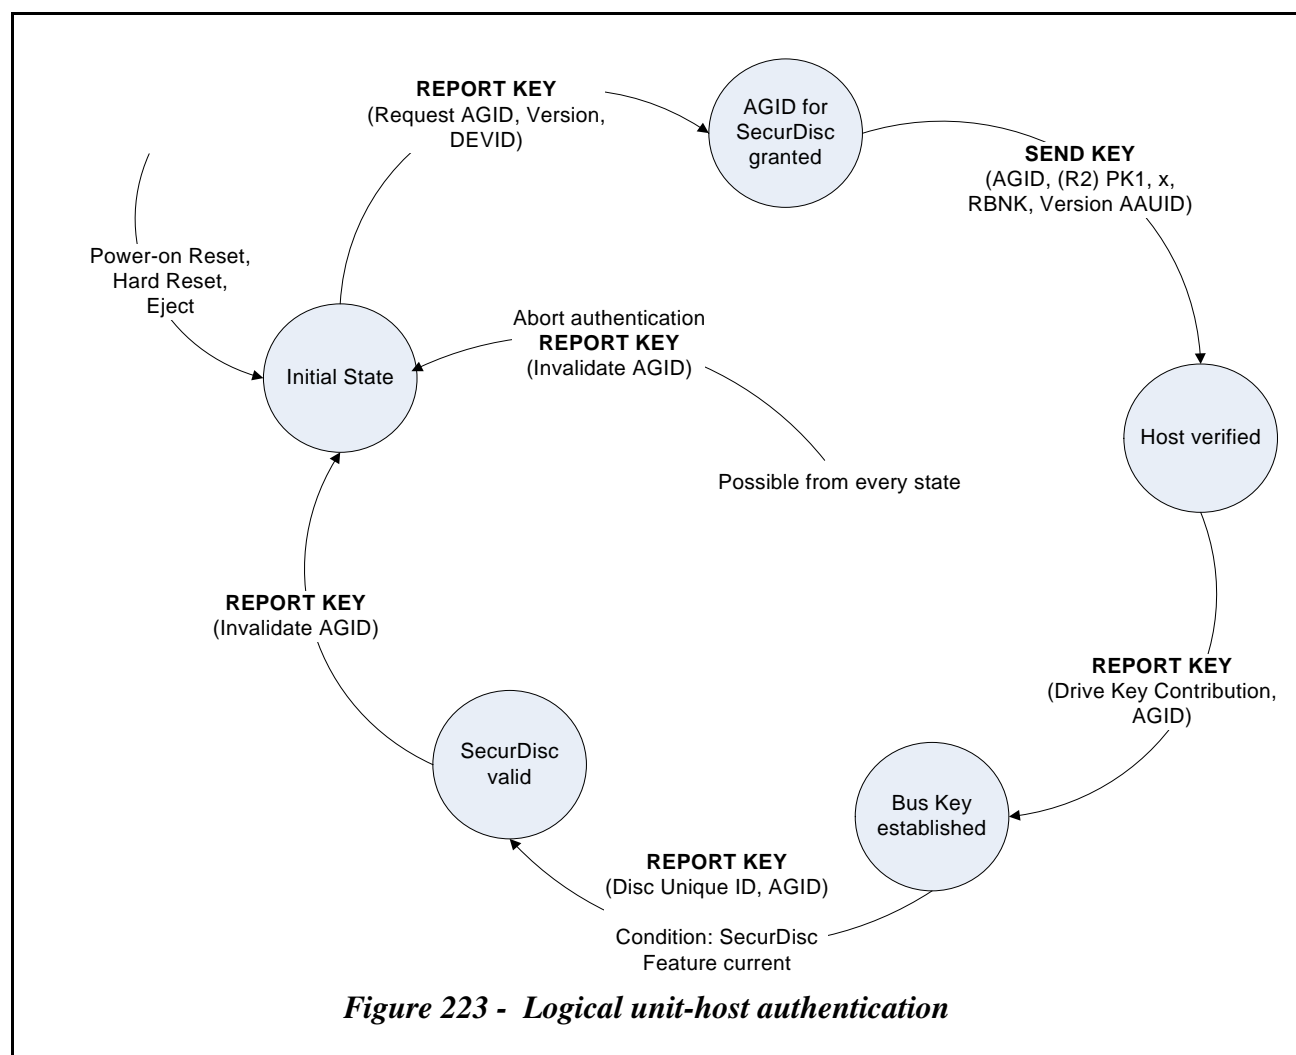 REPORT KEY
(Request AGID, Version,
DEVID)
AGID for
SecurDisc
granted
SEND KEY
(AGID, (R2) PK1, x,
RBNK, Version AAUID)
Power-on Reset,
Hard Reset,
Eject
Initial State
Abort authentication
REPORT KEY
(Invalidate AGID)
Host verified
Possible from every state
REPORT KEY
(Invalidate AGID)
REPORT KEY
(Drive Key Contribution,
AGID)
SecurDisc
valid
Bus Key
established
REPORT KEY
(Disc Unique ID, AGID)
Condition: SecurDisc
Feature current
Figure 223 - Logical unit-host authentication